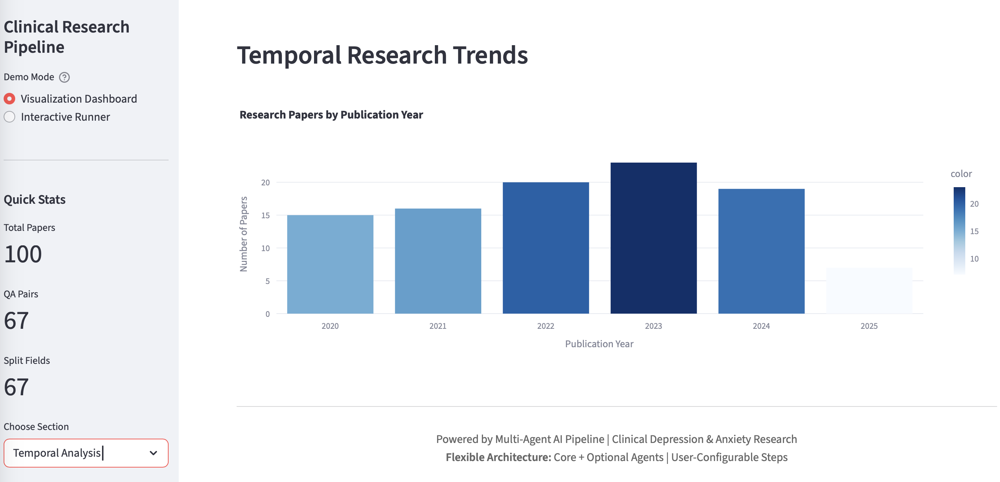 Clinical Research
Pipeline
Demo Mode ?
Visualization Dashboard
Interactive Runner
Quick Stats
Total Papers
100
QA Pairs
67
Split Fields
67
Choose Section
Temporal Analysis
Temporal Research Trends
Research Papers by Publication Year
Number of Papers
20
15
10
5
0
2020 2021 2022 2023 2024 2025
Publication Year
color
20
15
10
Powered by Multi-Agent AI Pipeline | Clinical Depression & Anxiety Research
Flexible Architecture: Core + Optional Agents | User-Configurable Steps